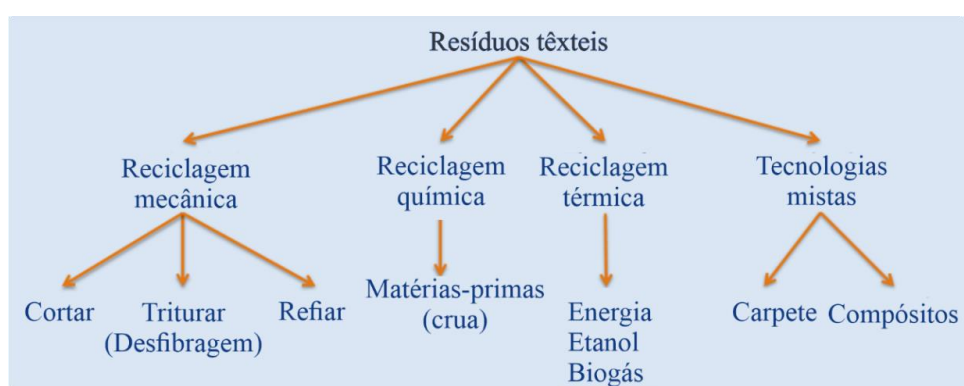 Resíduos têxteis
Reciclagem
mecânica
Reciclagem
química
Reciclagem
térmica
Tecnologias
mistas
Cortar
Triturar
(Desfibragem)
Refiar
Matérias-primas
(crua)
Energia
Etanol
Biogás
Carpete
Compósitos